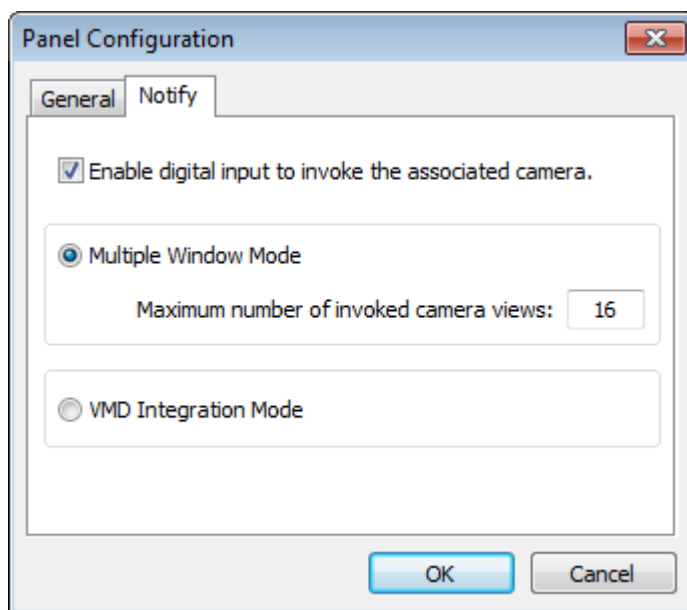 Panel Configuration
General Notify
Enable digital input to invoke the associated camera.
Multiple Window Mode
Maximum number of invoked camera views: 16
VMD Integration Mode
OK Cancel